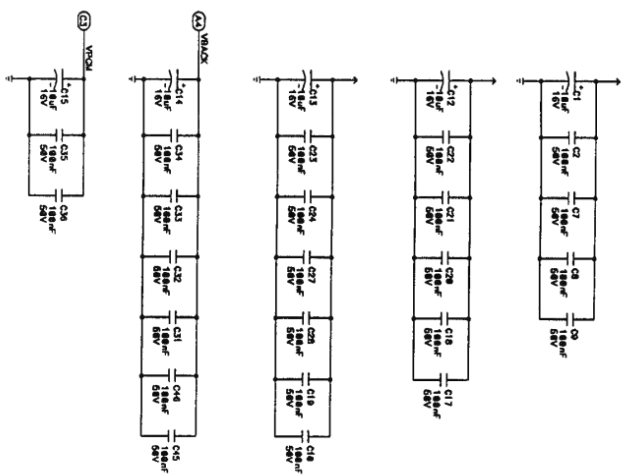 C3
VPCM
C15
~10uF
16V
C35
100nF
50V
C36
100nF
50V
A4
VBACK
C14
~10uF
16V
C34
100nF
50V
C33
100nF
50V
C32
100nF
50V
C31
100nF
50V
C46
100nF
50V
C45
100nF
50V
C13
~10uF
16V
C23
100nF
50V
C24
100nF
50V
C27
100nF
50V
C28
100nF
50V
C19
100nF
50V
C16
100nF
50V
C12
~10uF
16V
C22
100nF
50V
C21
100nF
50V
C20
100nF
50V
C18
100nF
50V
C17
100nF
50V
C1
~10uF
16V
C2
100nF
50V
C7
100nF
50V
C8
100nF
50V
C9
100nF
50V